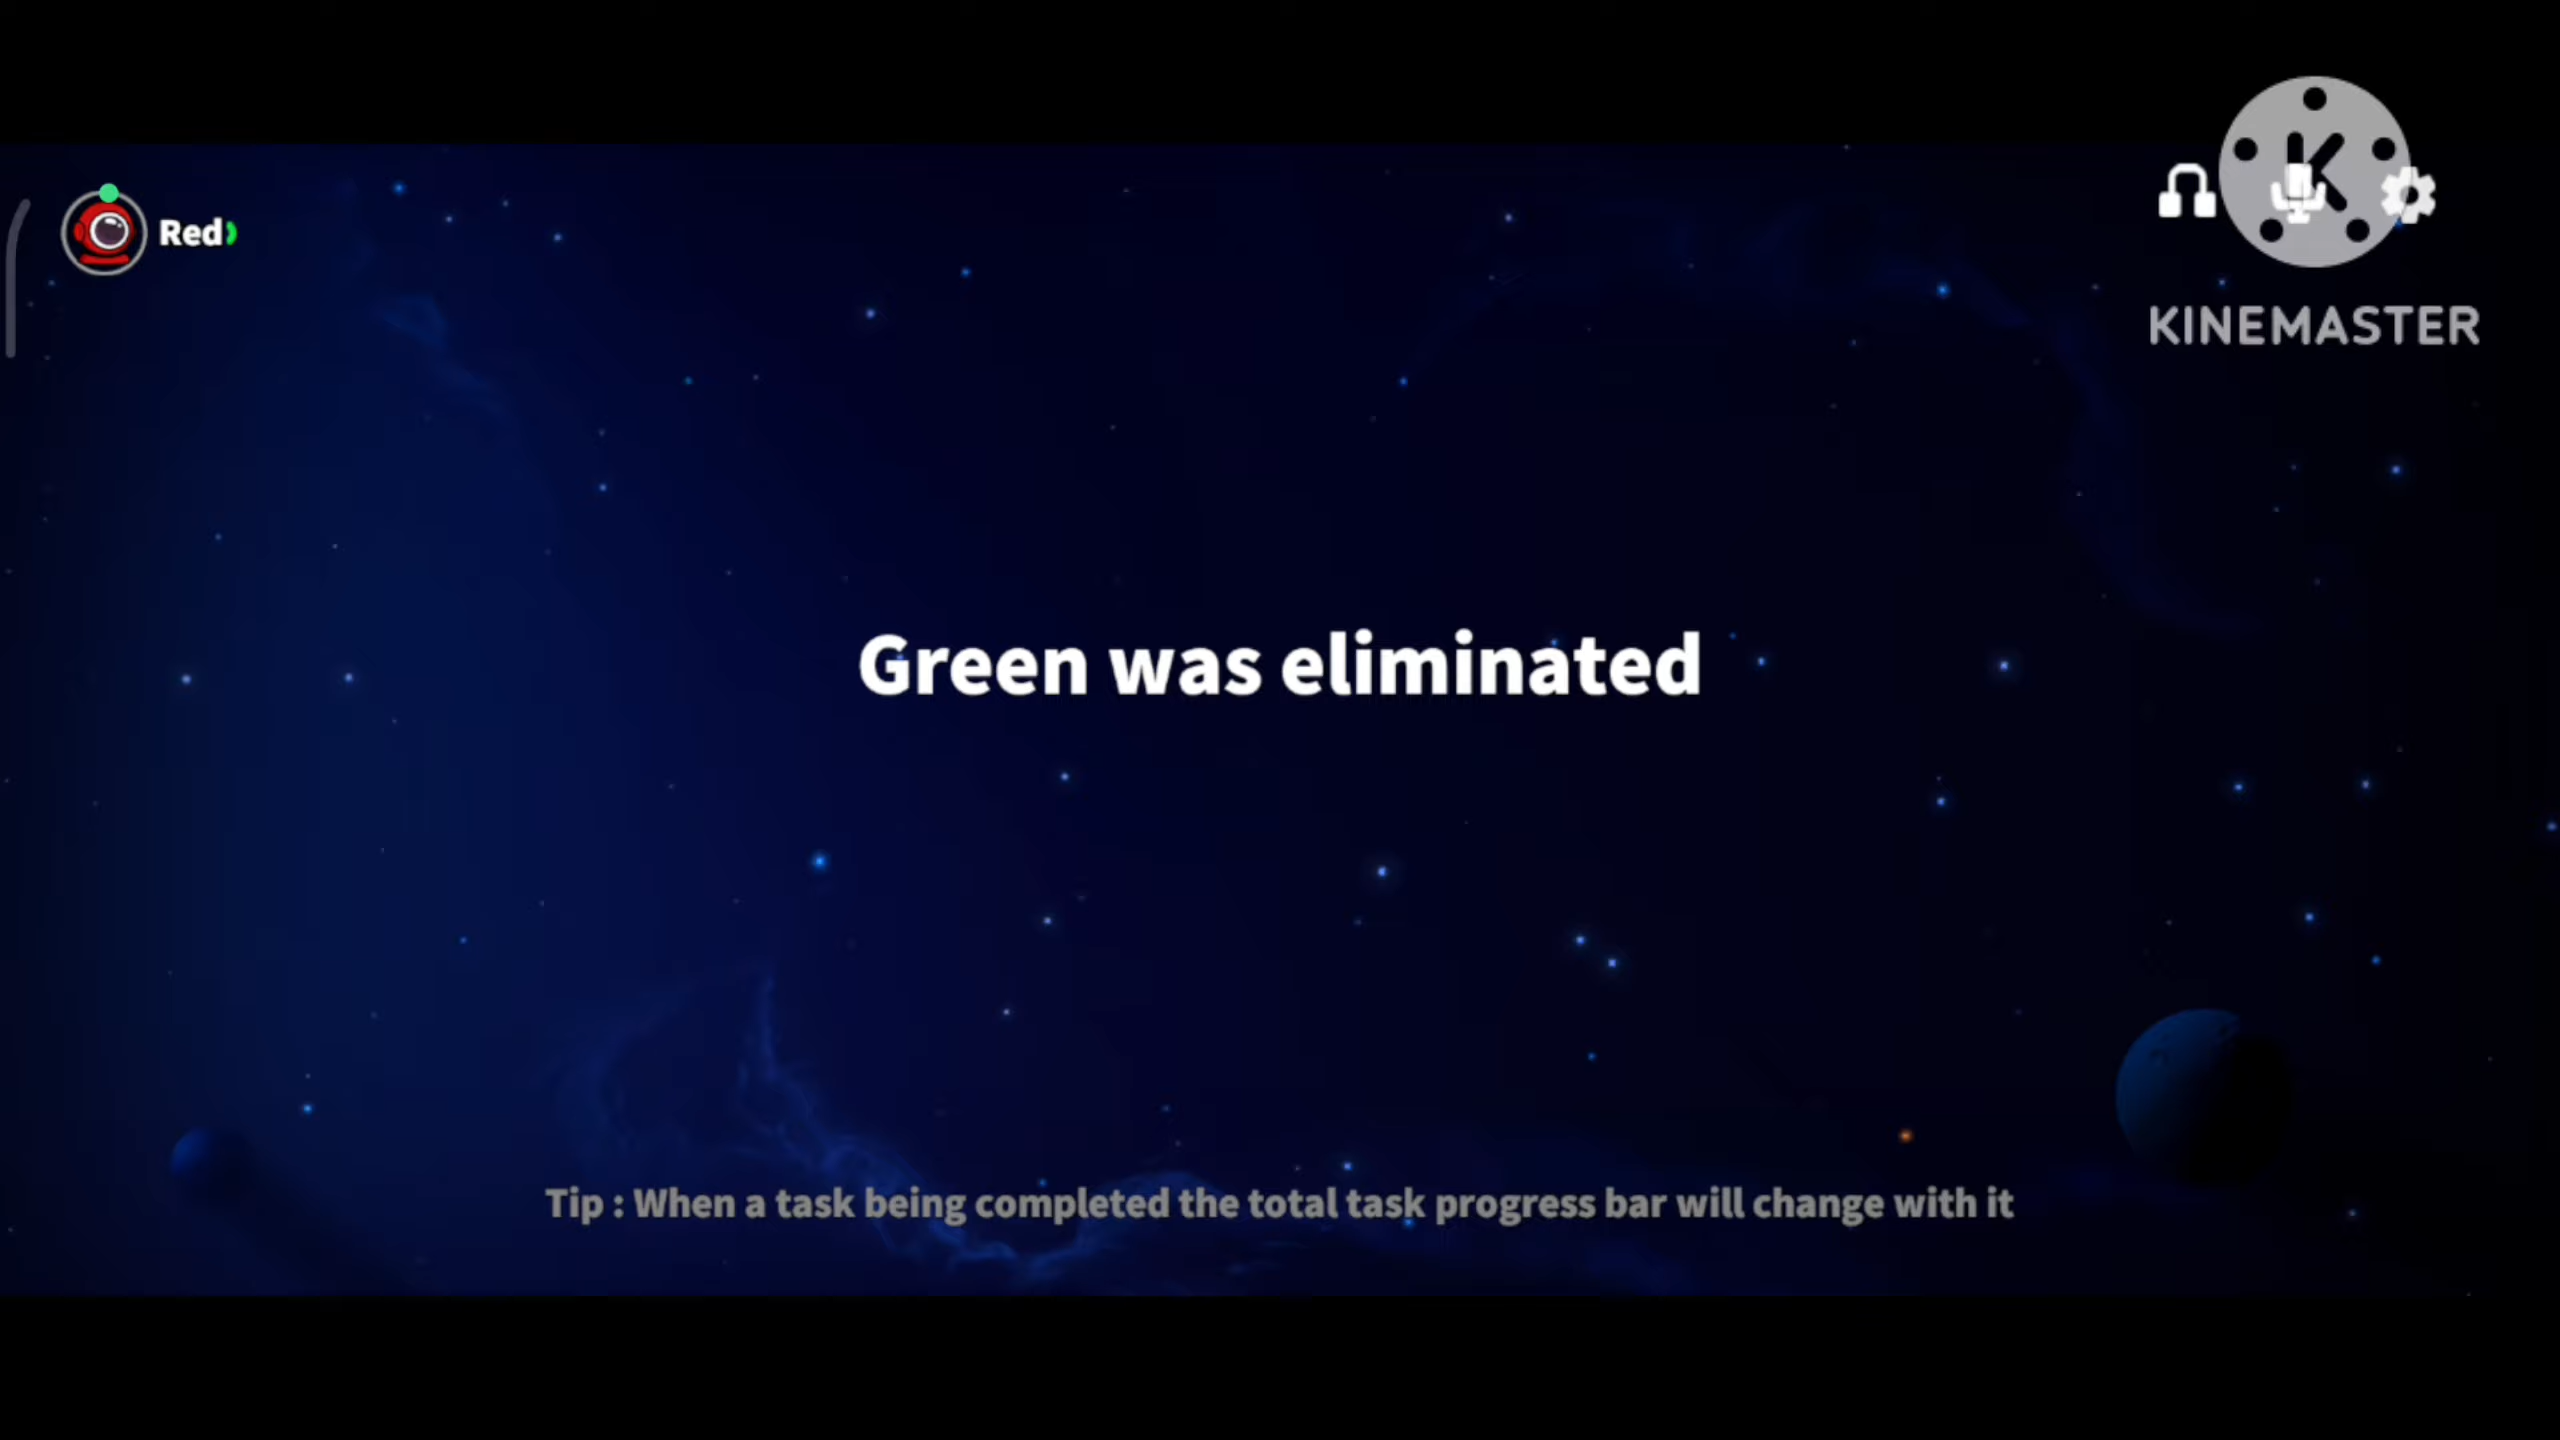 Red
KINEMASTER
Green was eliminated
Tip : When a task being completed the total task progress bar will change with it